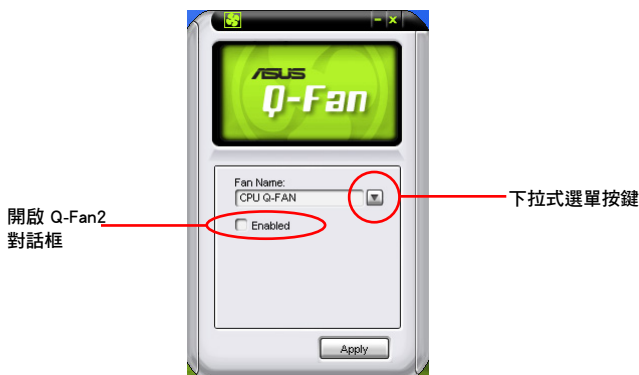 ASUS
Q-Fan
Fan Name:
CPU Q-FAN
下拉式選單按鍵
開啟 Q-Fan2
對話框
Enabled
Apply